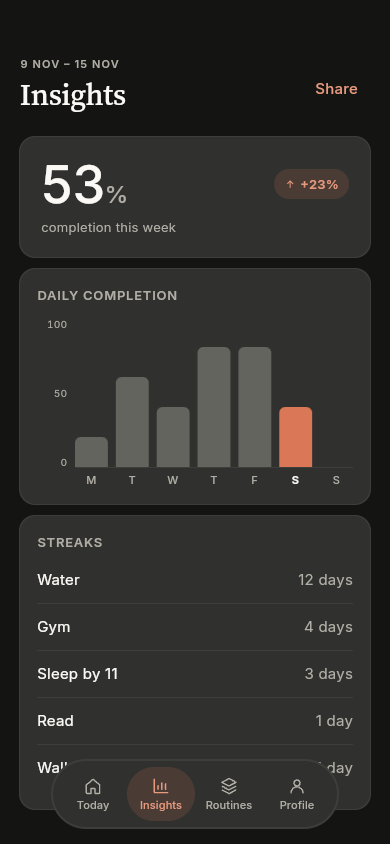 9 NOV – 15 NOV
Insights
Share
53%
↑ +23%
completion this week
DAILY COMPLETION
100
50
0
M T W T F S S
STREAKS
Water 12 days
Gym 4 days
Sleep by 11 3 days
Read 1 day
day
Today Insights Routines Profile